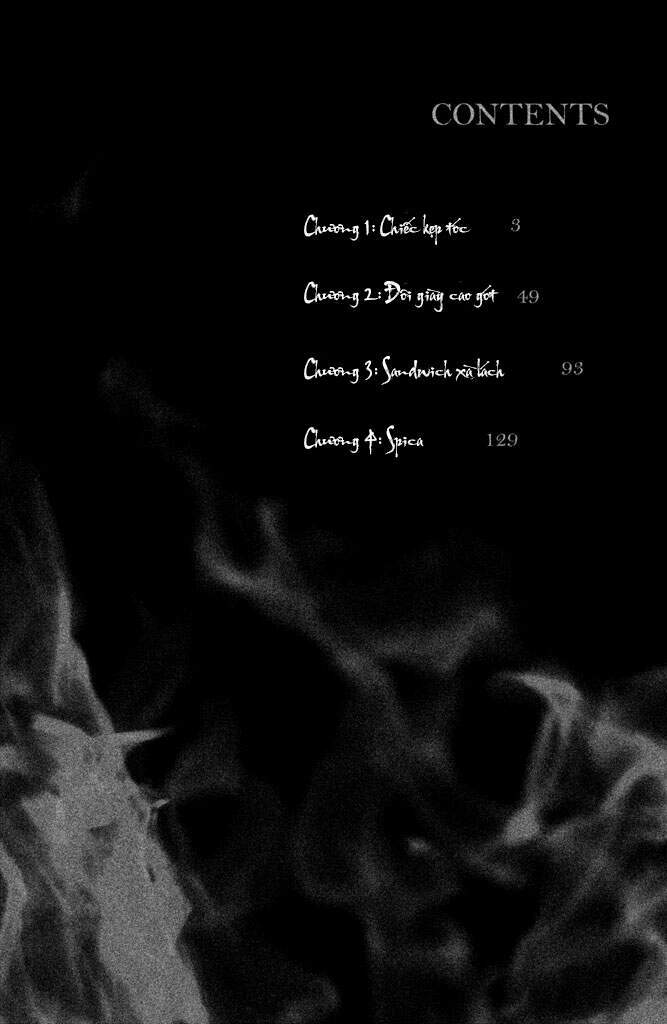 CONTENTS
Chương 1: Chiếc kẹp tóc 3
Chương 2: Đôi giày cao gót 49
Chương 3: Sandwich xà lách 93
Chương 4: Spica 129